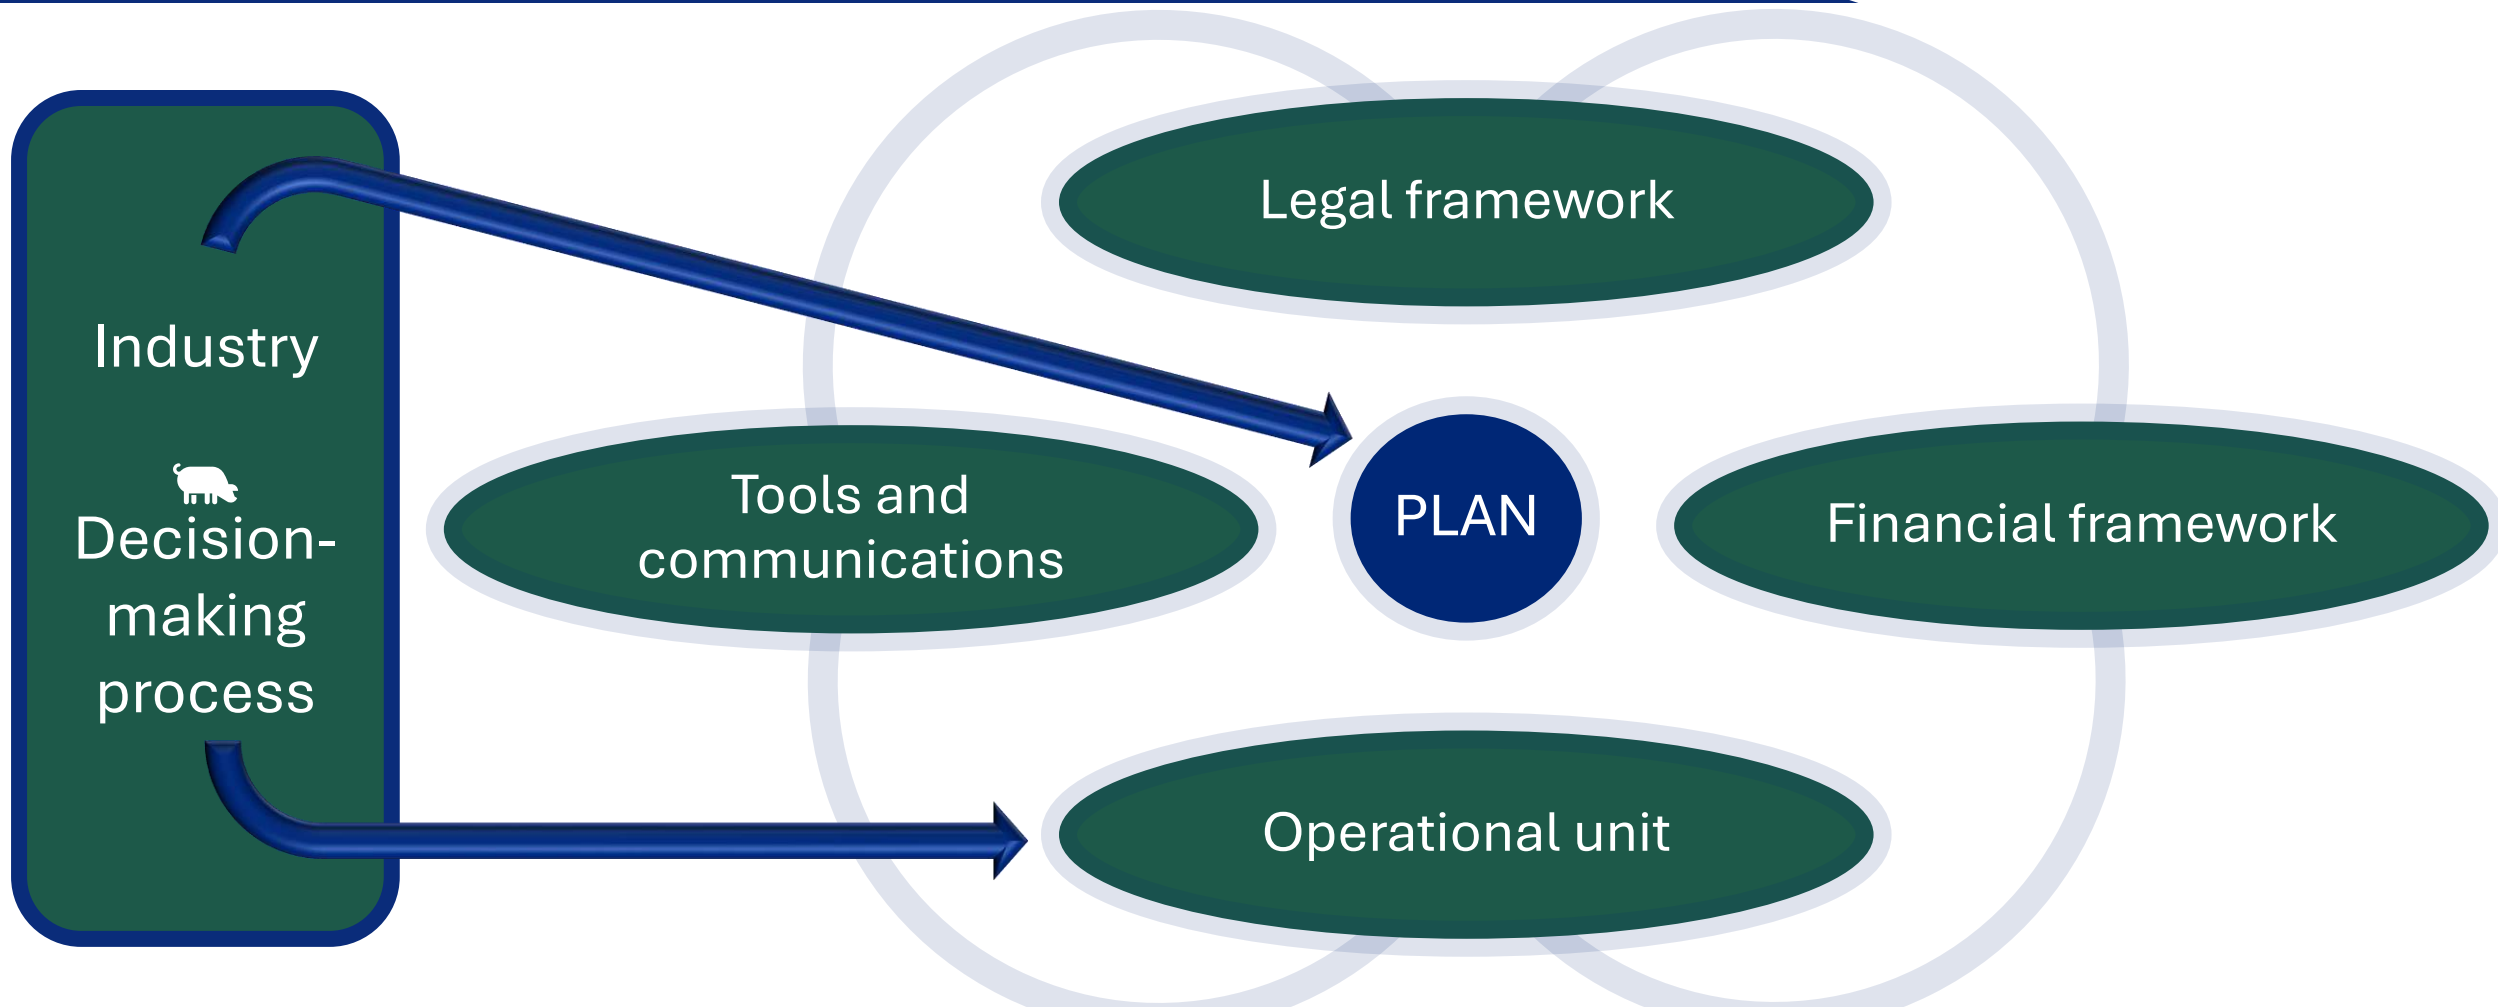 Industry
Decision-
making
process
Legal framework
Tools and
communications
PLAN
Financial framework
Operational unit